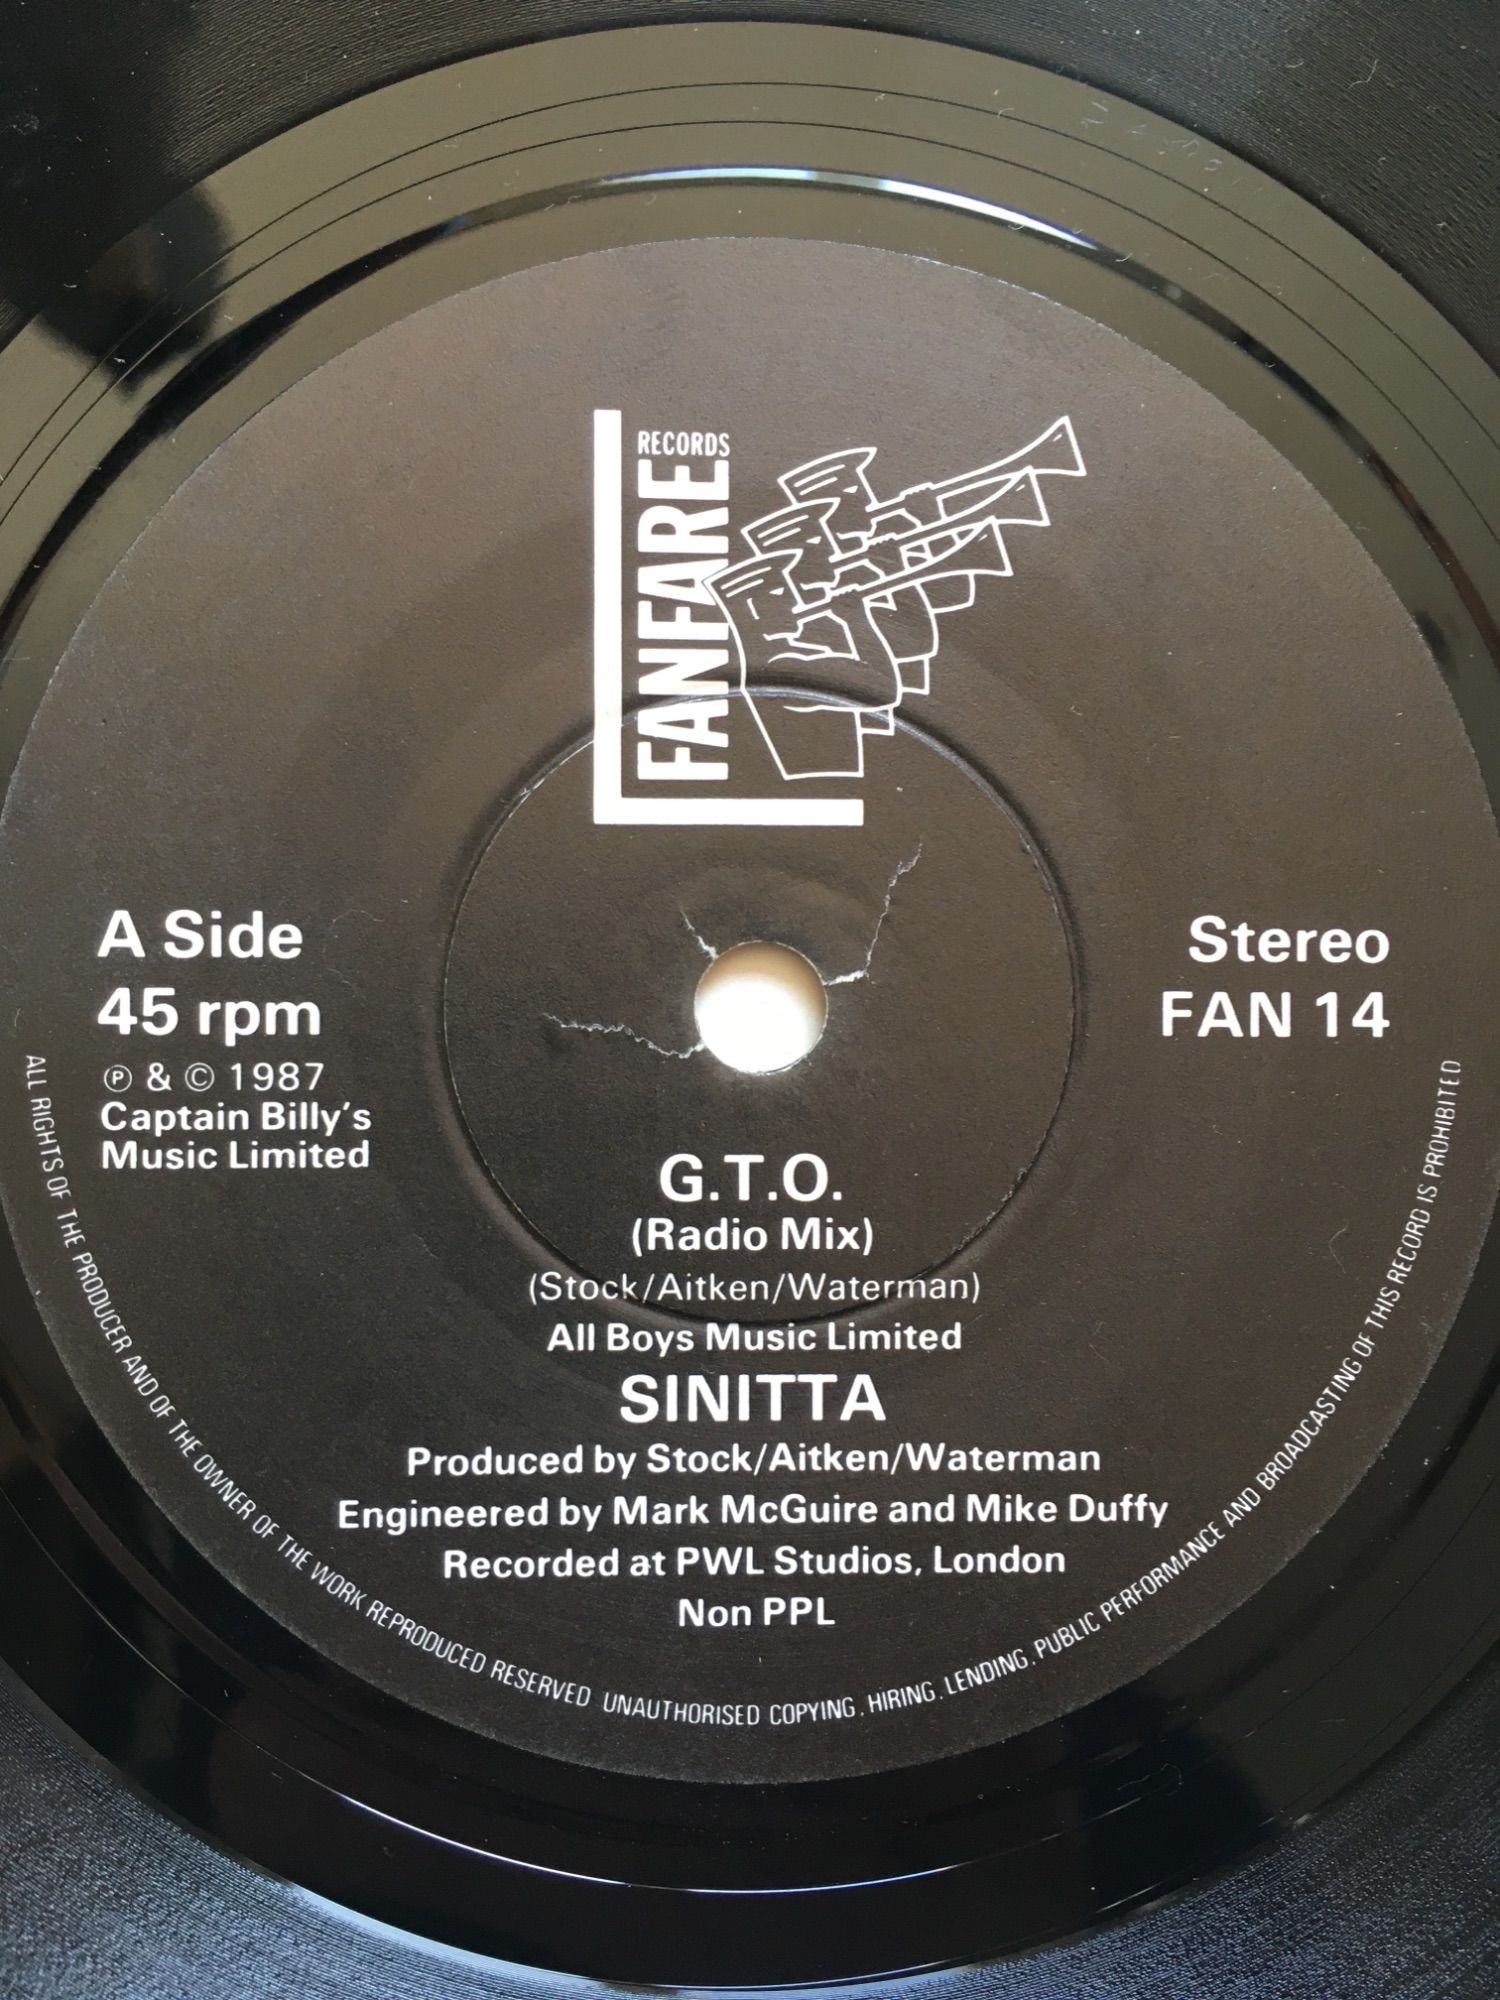 RECORDS
FANFARE
A Side
45 rpm
℗ & © 1987
Captain Billy's
Music Limited
Stereo
FAN 14
G.T.O.
(Radio Mix)
(Stock/Aitken/Waterman)
All Boys Music Limited
SINITTA
Produced by Stock/Aitken/Waterman
Engineered by Mark McGuire and Mike Duffy
Recorded at PWL Studios, London
Non PPL
ALL RIGHTS OF THE PRODUCER AND OF THE OWNER OF THE WORK REPRODUCED RESERVED UNAUTHORISED COPYING, HIRING, LENDING, PUBLIC PERFORMANCE AND BROADCASTING OF THIS RECORD IS PROHIBITED